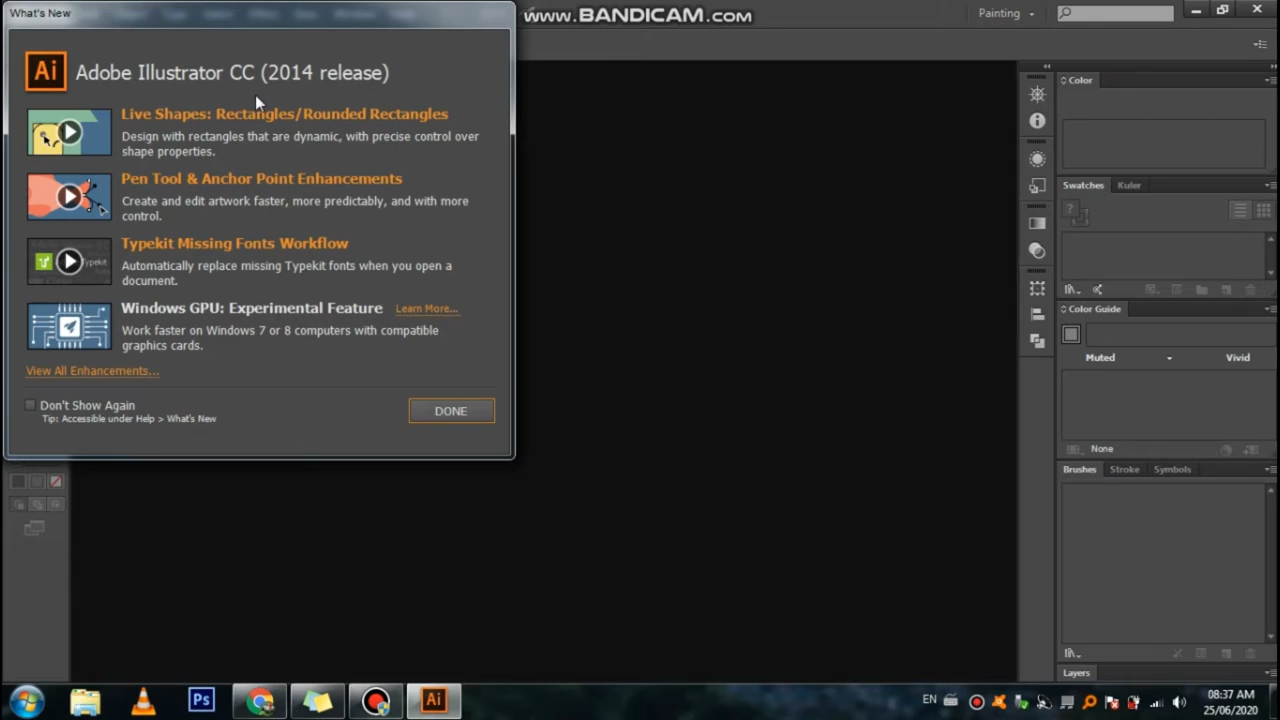 What's New
www.BANDICAM.com
Painting
Ai
Adobe Illustrator CC (2014 release)
Live Shapes: Rectangles/Rounded Rectangles
Design with rectangles that are dynamic, with precise control over
shape properties.
Pen Tool & Anchor Point Enhancements
Create and edit artwork faster, more predictably, and with more
control.
Typekit
Typekit Missing Fonts Workflow
Automatically replace missing Typekit fonts when you open a
document.
Windows GPU: Experimental Feature Learn More...
Work faster on Windows 7 or 8 computers with compatible
graphics cards.
View All Enhancements...
Don't Show Again
Tip: Accessible under Help > What's New
DONE
Color
Swatches Kuler
?
Color Guide
Muted Vivid
None
Brushes Stroke Symbols
Layers
Ps
Ai
EN
08:37 AM
25/06/2020